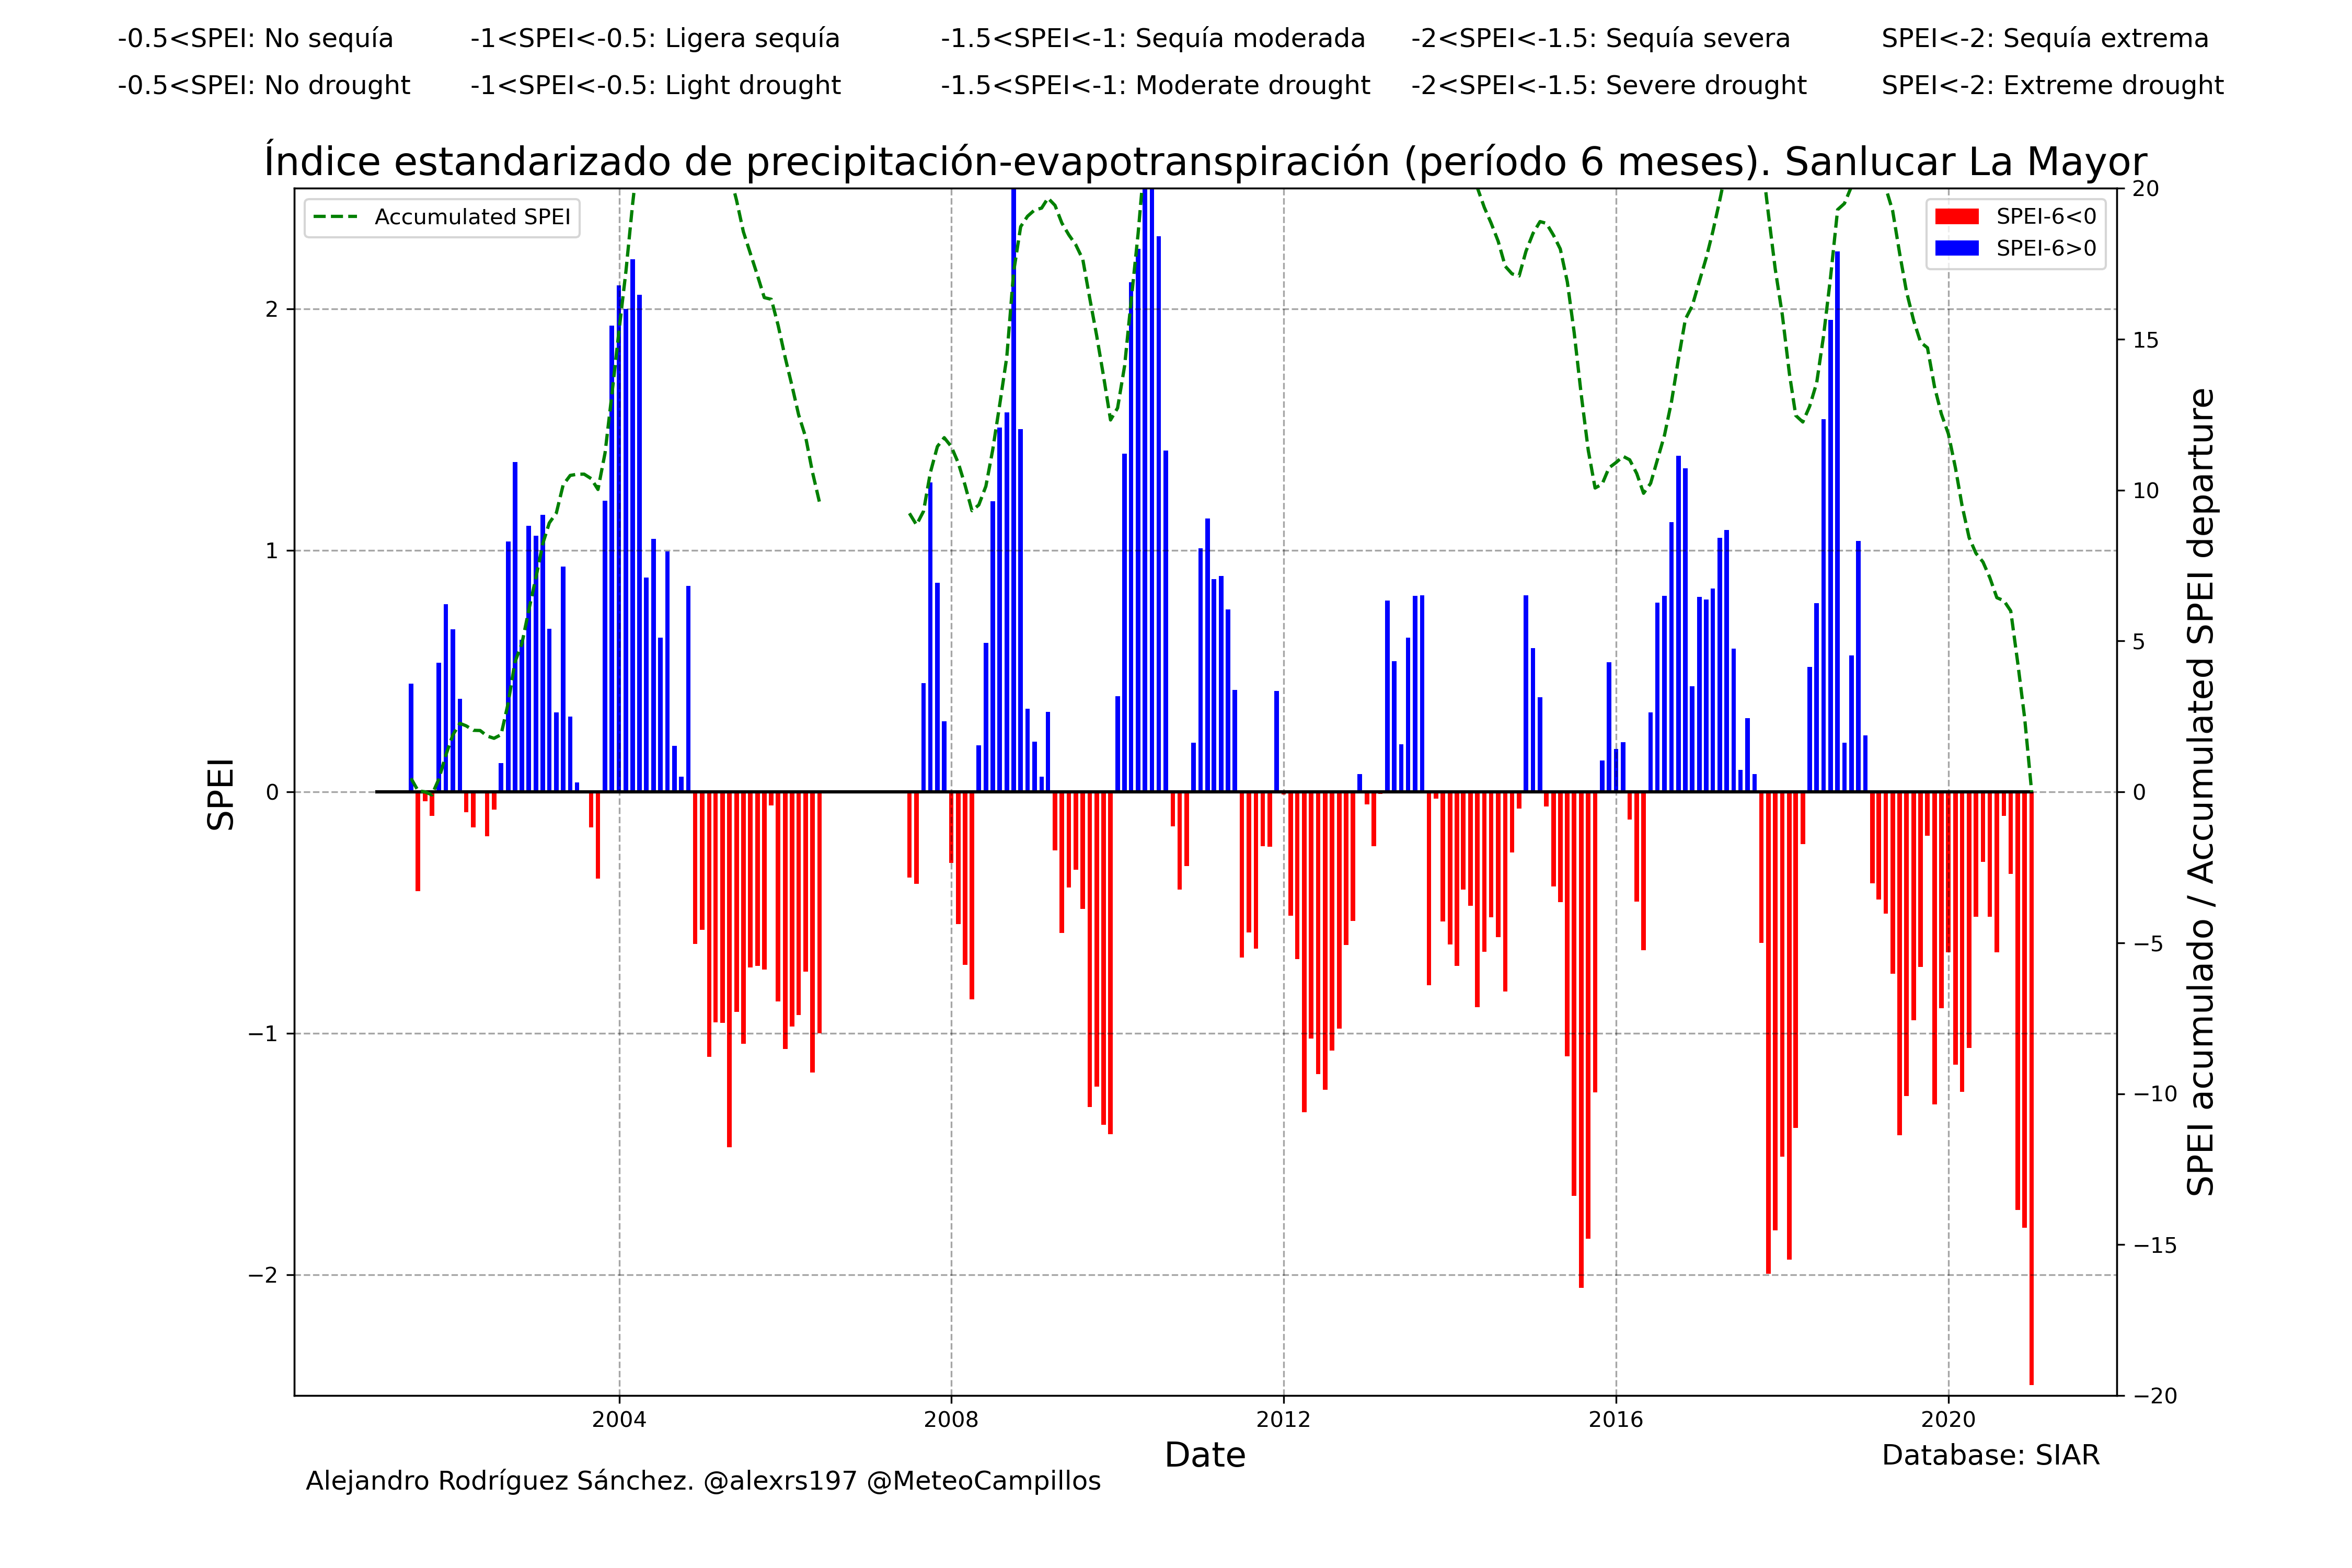 -0.5<SPEI: No sequía -1<SPEI<-0.5: Ligera sequía -1.5<SPEI<-1: Sequía moderada -2<SPEI<-1.5: Sequía severa SPEI<-2: Sequía extrema
-0.5<SPEI: No drought -1<SPEI<-0.5: Light drought -1.5<SPEI<-1: Moderate drought -2<SPEI<-1.5: Severe drought SPEI<-2: Extreme drought
Índice estandarizado de precipitación-evapotranspiración (período 6 meses). Sanlucar La Mayor
Accumulated SPEI
SPEI-6<0
SPEI-6>0
SPEI
2
1
0
−1
−2
20
15
10
5
0
−5
−10
−15
−20
SPEI acumulado / Accumulated SPEI departure
2004 2008 2012 2016 2020
Date
Database: SIAR
Alejandro Rodríguez Sánchez. @alexrs197 @MeteoCampillos